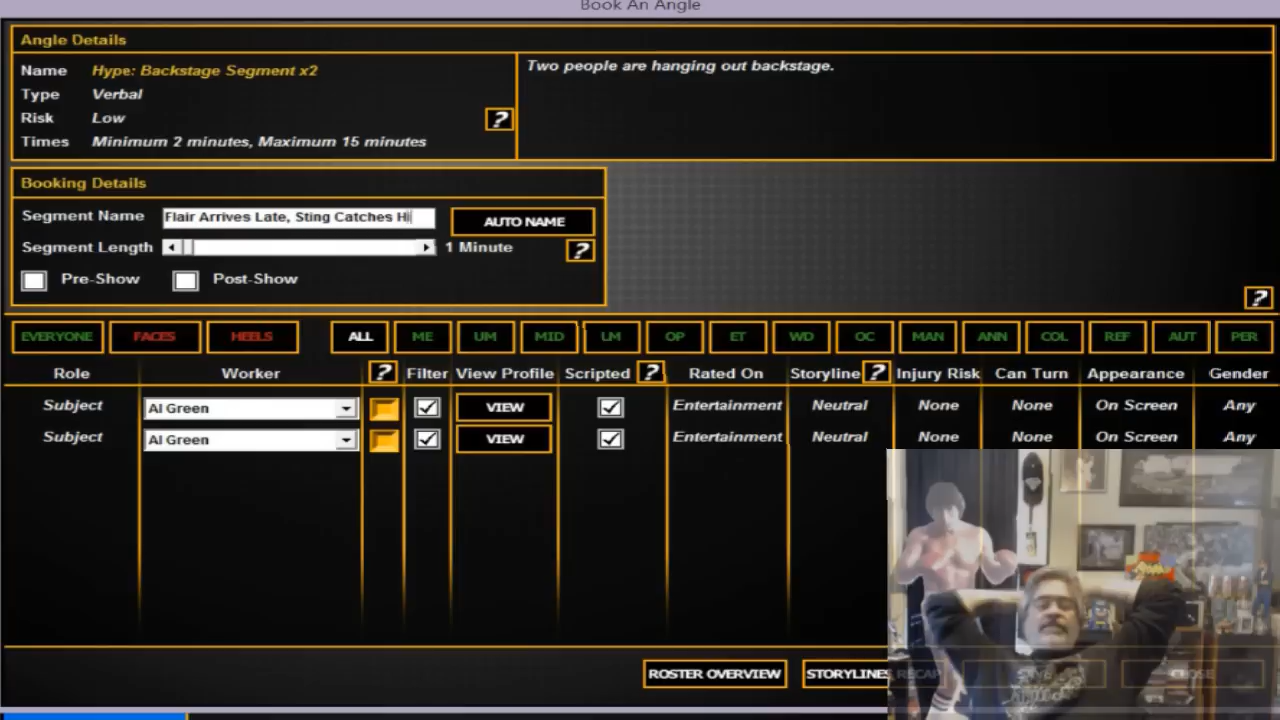 Book An Angle
Angle Details
Name Hype: Backstage Segment x2
Type Verbal
Risk Low
Times Minimum 2 minutes, Maximum 15 minutes
?
Two people are hanging out backstage.
Booking Details
Segment Name Flair Arrives Late, Sting Catches Hi AUTO NAME
Segment Length 1 Minute ?
Pre-Show Post-Show
?
EVERYONE FACES HEELS ALL ME UM MID LM OP ET WD OC MAN ANN COL REF AUT PER
Role Worker ? Filter View Profile Scripted ? Rated On Storyline ? Injury Risk Can Turn Appearance Gender
Subject Al Green VIEW Entertainment Neutral None None On Screen Any
Subject Al Green VIEW Entertainment Neutral None None On Screen Any
ROSTER OVERVIEW STORYLINES RECAP SAVE CLOSE